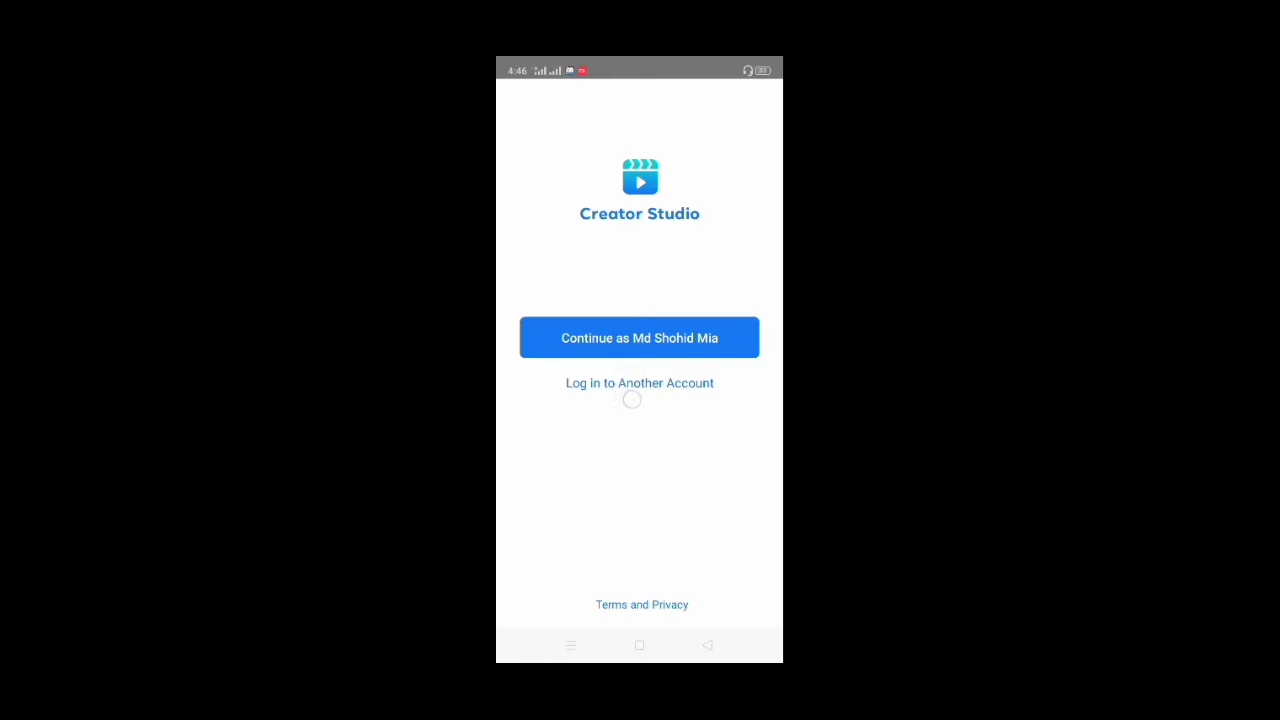 4:46
Creator Studio
Continue as Md Shohid Mia
Log in to Another Account
Terms and Privacy